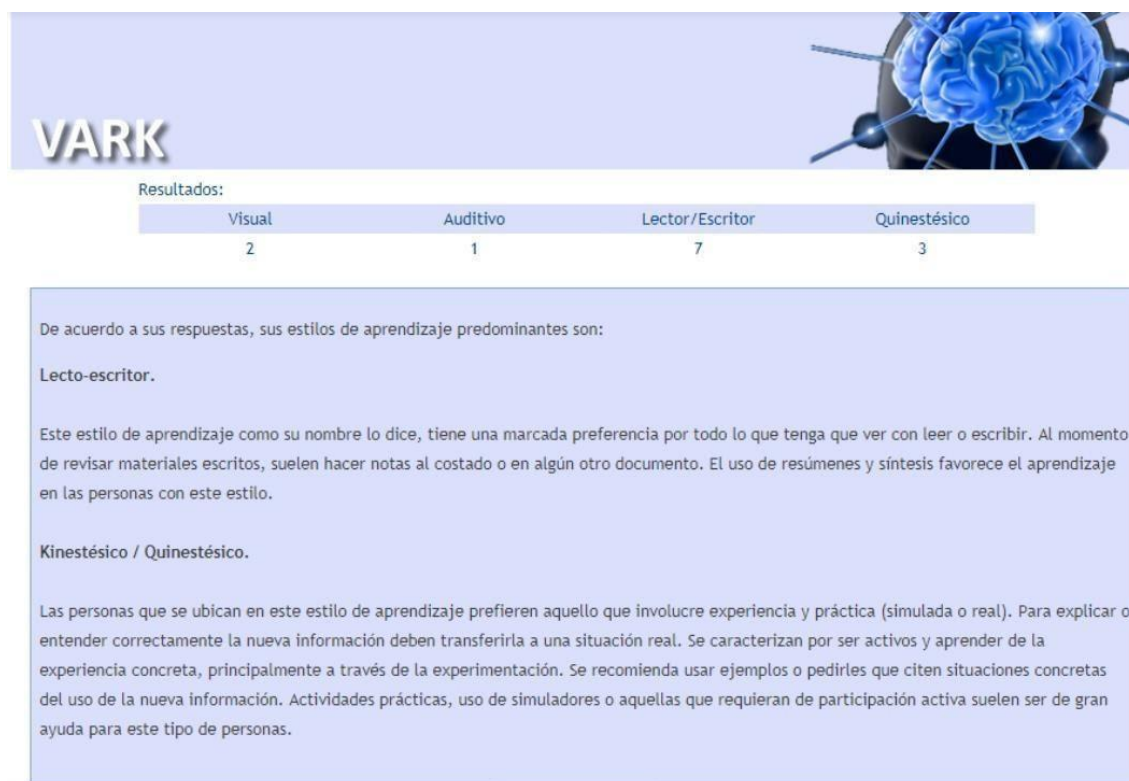 VARK
Resultados:
Visual Auditivo Lector/Escritor Quinestésico
2 1 7 3
De acuerdo a sus respuestas, sus estilos de aprendizaje predominantes son:
Lecto-escritor.
Este estilo de aprendizaje como su nombre lo dice, tiene una marcada preferencia por todo lo que tenga que ver con leer o escribir. Al momento
de revisar materiales escritos, suelen hacer notas al costado o en algún otro documento. El uso de resúmenes y síntesis favorece el aprendizaje
en las personas con este estilo.
Kinestésico / Quinestésico.
Las personas que se ubican en este estilo de aprendizaje prefieren aquello que involucre experiencia y práctica (simulada o real). Para explicar o
entender correctamente la nueva información deben transferirla a una situación real. Se caracterizan por ser activos y aprender de la
experiencia concreta, principalmente a través de la experimentación. Se recomienda usar ejemplos o pedirles que citen situaciones concretas
del uso de la nueva información. Actividades prácticas, uso de simuladores o aquellas que requieran de participación activa suelen ser de gran
ayuda para este tipo de personas.